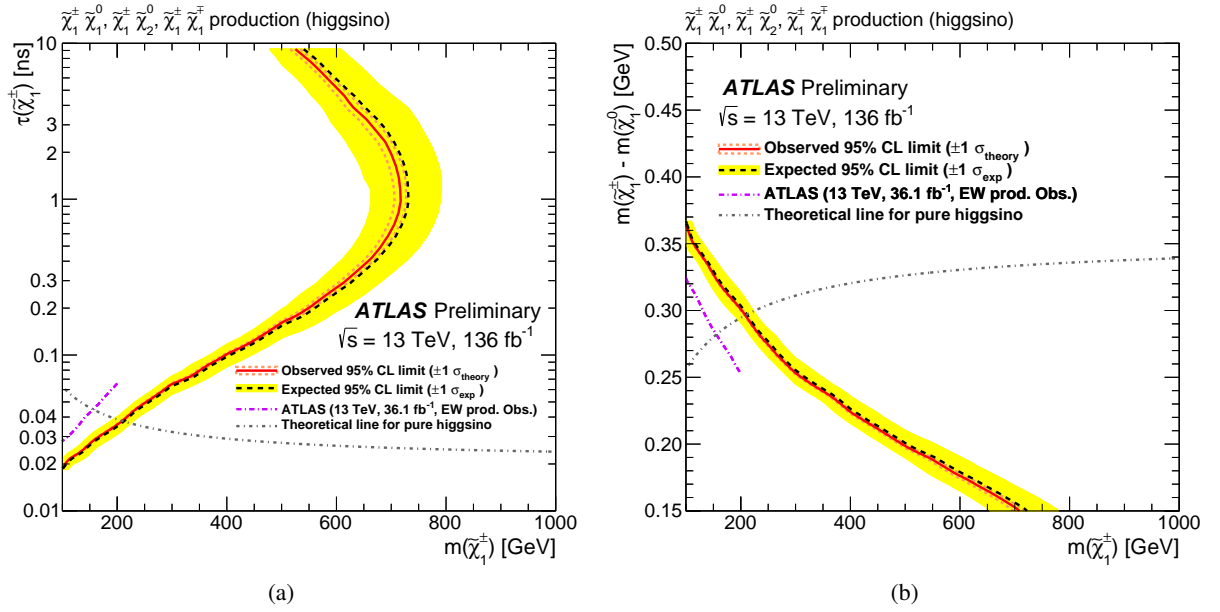 χ̃₁± χ̃₁⁰, χ̃₁± χ̃₂⁰, χ̃₁± χ̃₁∓ production (higgsino)
τ(χ̃₁±) [ns]
10
3
2
1
0.3
0.2
0.1
0.04
0.03
0.02
0.01
ATLAS Preliminary
√s = 13 TeV, 136 fb⁻¹
Observed 95% CL limit (±1 σ_theory)
Expected 95% CL limit (±1 σ_exp)
ATLAS (13 TeV, 36.1 fb⁻¹, EW prod. Obs.)
Theoretical line for pure higgsino
200 400 600 800 1000
m(χ̃₁±) [GeV]
(a)
χ̃₁± χ̃₁⁰, χ̃₁± χ̃₂⁰, χ̃₁± χ̃₁∓ production (higgsino)
m(χ̃₁±) - m(χ̃₁⁰) [GeV]
0.50
0.45
0.40
0.35
0.30
0.25
0.20
0.15
ATLAS Preliminary
√s = 13 TeV, 136 fb⁻¹
Observed 95% CL limit (±1 σ_theory)
Expected 95% CL limit (±1 σ_exp)
ATLAS (13 TeV, 36.1 fb⁻¹, EW prod. Obs.)
Theoretical line for pure higgsino
200 400 600 800 1000
m(χ̃₁±) [GeV]
(b)